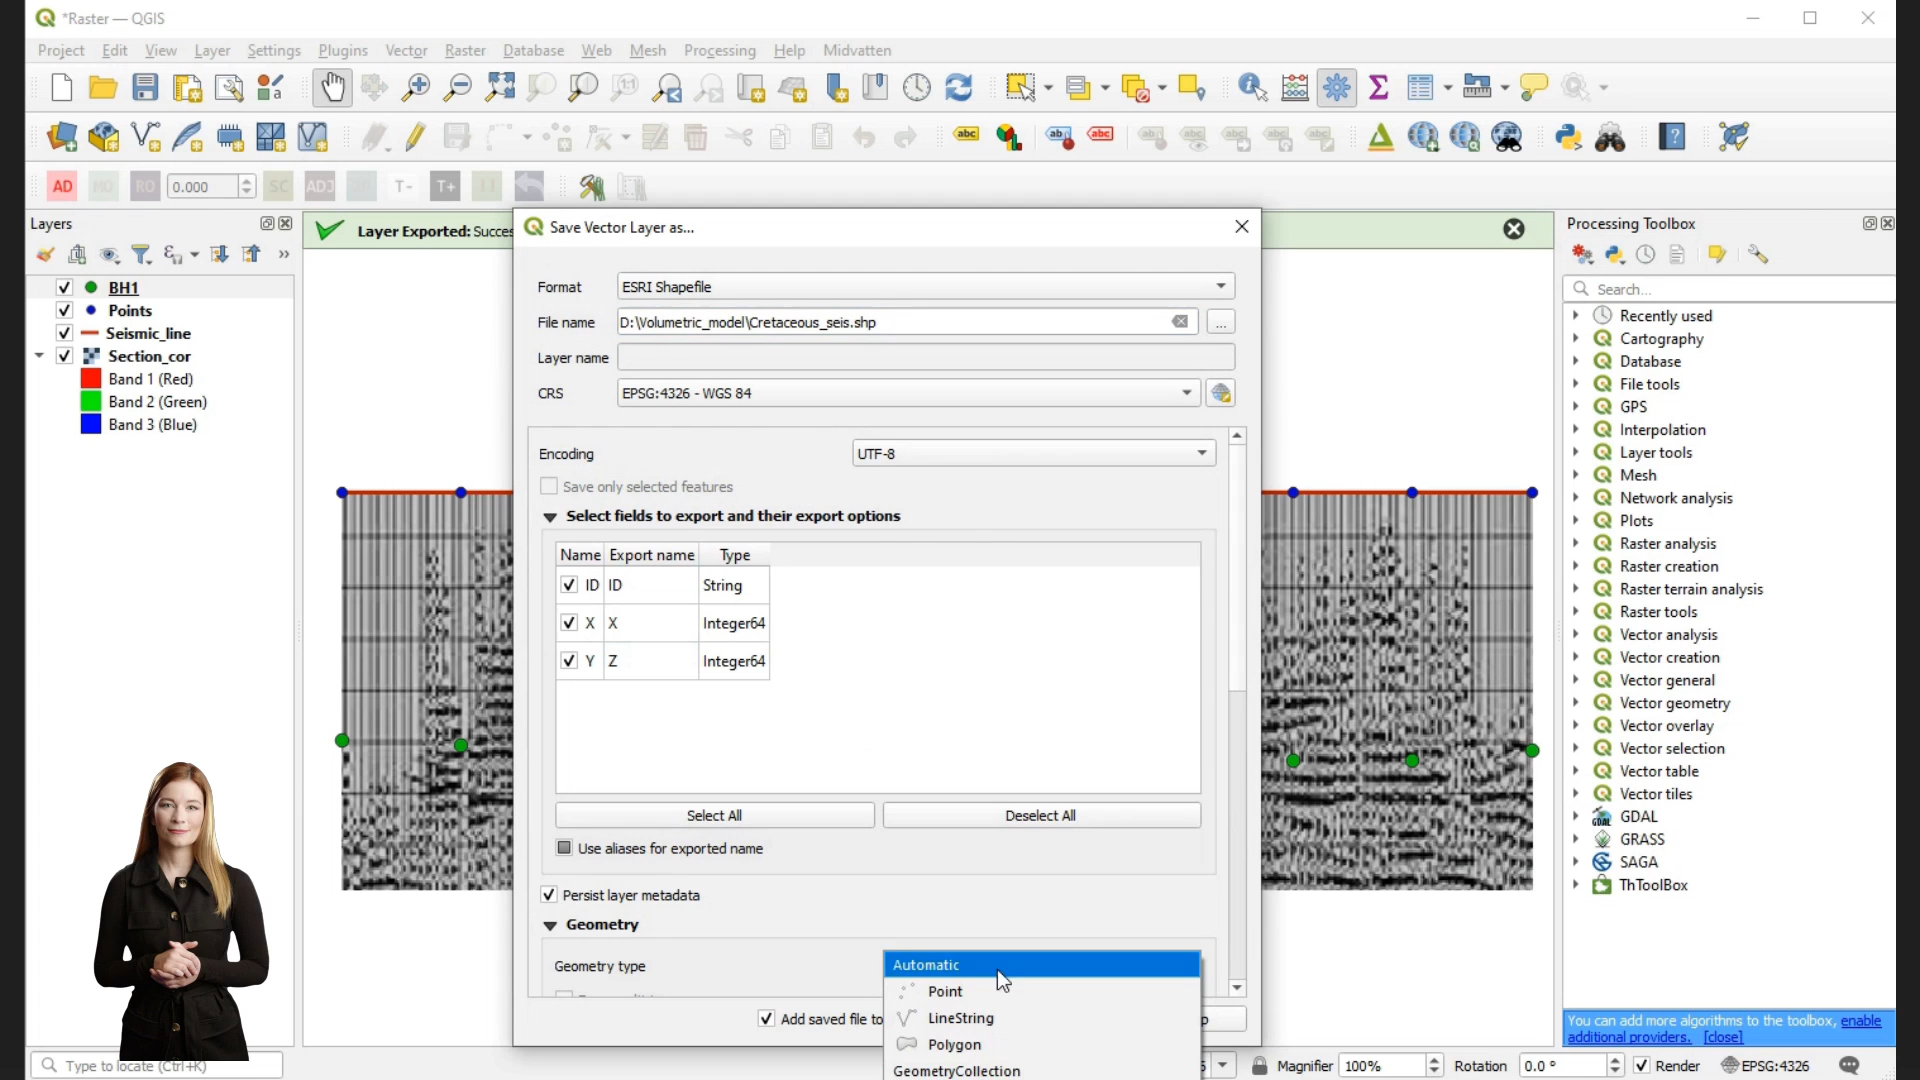 *Raster — QGIS
Project Edit View Layer Settings Plugins Vector Raster Database Web Mesh Processing Help Midvatten
abc ab abc
AD MO RO 0.000 SC ADJ T- T+
Layers
BH1
Points
Seismic_line
Section_cor
Band 1 (Red)
Band 2 (Green)
Band 3 (Blue)
Layer Exported: Succes
Save Vector Layer as...
Format ESRI Shapefile
File name D:\Volumetric_model\Cretaceous_seis.shp ...
Layer name
CRS EPSG:4326 - WGS 84
Encoding UTF-8
Save only selected features
Select fields to export and their export options
Name Export name Type
ID ID String
X X Integer64
Y Z Integer64
Select All Deselect All
Use aliases for exported name
Persist layer metadata
Geometry
Geometry type
Automatic
Point
LineString
Polygon
GeometryCollection
Add saved file to
p
Processing Toolbox
Search...
Recently used
Cartography
Database
File tools
GPS
Interpolation
Layer tools
Mesh
Network analysis
Plots
Raster analysis
Raster creation
Raster terrain analysis
Raster tools
Vector analysis
Vector creation
Vector general
Vector geometry
Vector overlay
Vector selection
Vector table
Vector tiles
GDAL
GRASS
SAGA
ThToolBox
You can add more algorithms to the toolbox, enable
additional providers. [close]
Type to locate (Ctrl+K)
Magnifier 100% Rotation 0.0 ° Render EPSG:4326